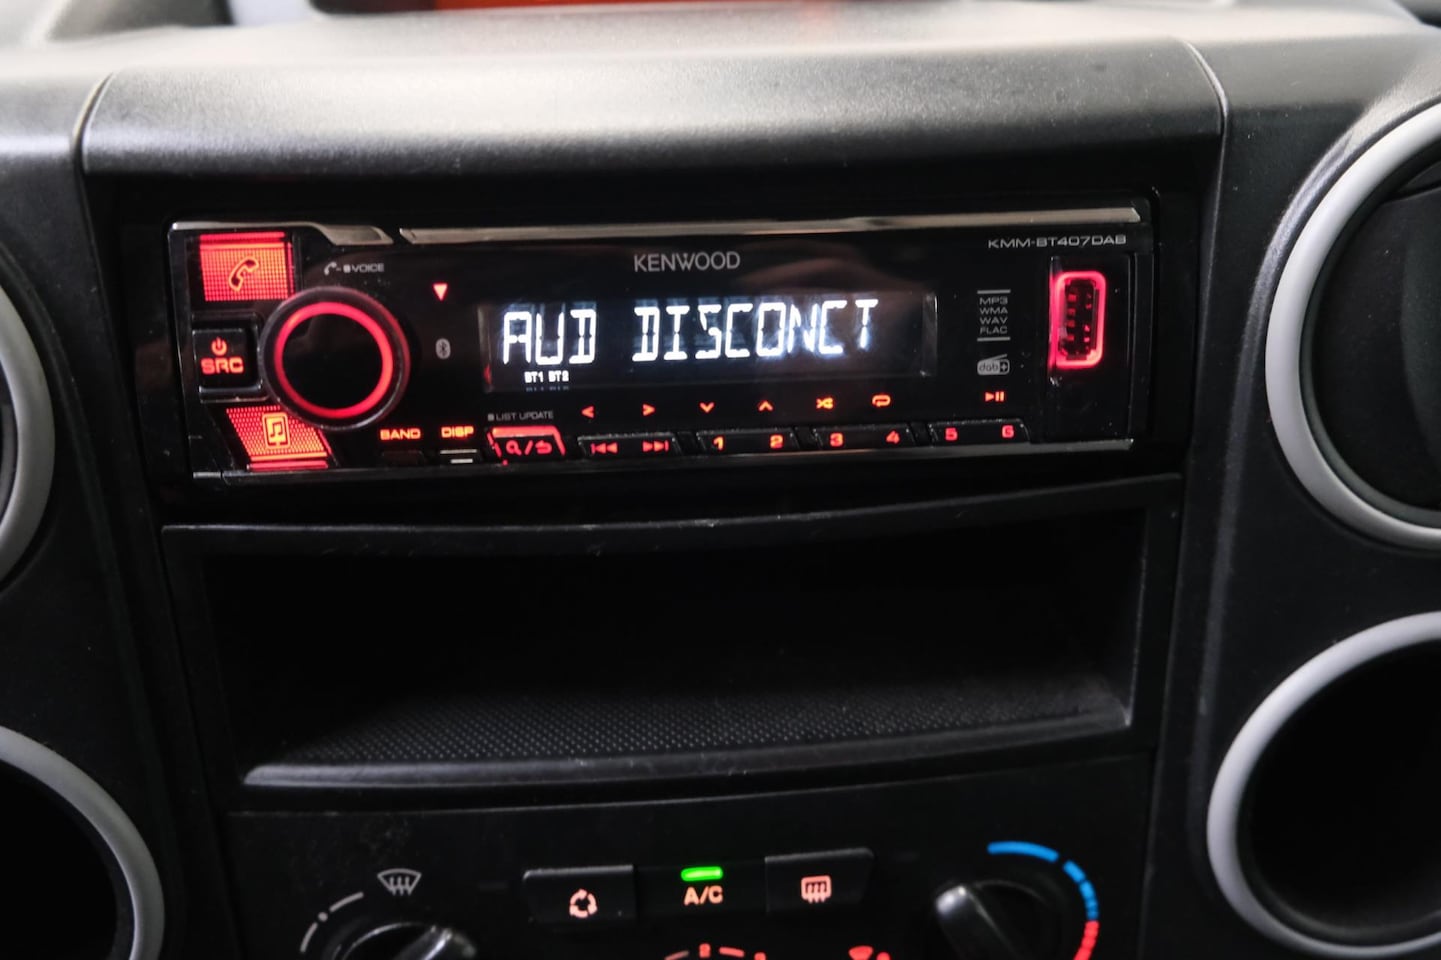 KENWOOD
KMM-BT407DAB
VOICE
AUD DISCONCT
BT1 BT2
MP3
WMA
WAV
FLAC
dab+
SRC
LIST UPDATE
BAND DISP
1 2 3 4 5 6
A/C